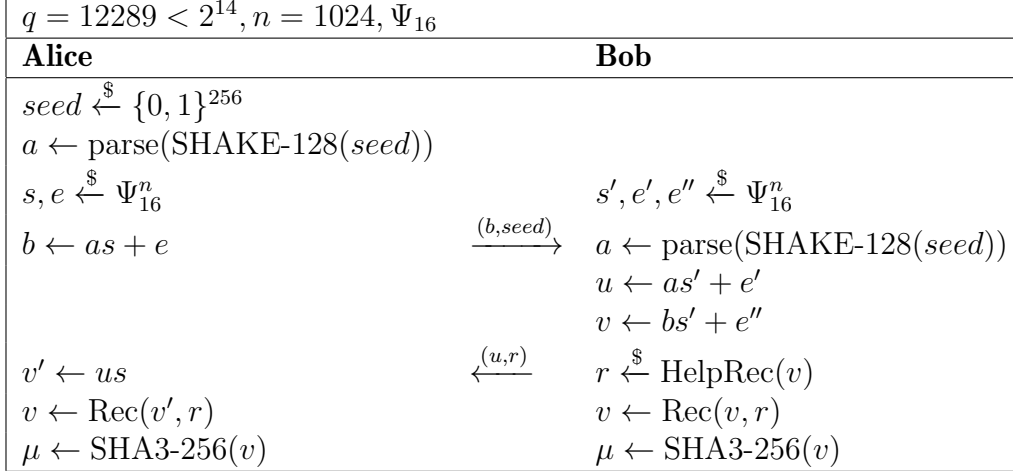 q = 12289 < 2^14, n = 1024, Ψ_16
Alice Bob
seed ←$ {0, 1}^256
a ← parse(SHAKE-128(seed))
s, e ←$ Ψ_16^n s′, e′, e″ ←$ Ψ_16^n
b ← as + e (b,seed) → a ← parse(SHAKE-128(seed))
u ← as′ + e′
v ← bs′ + e″
v′ ← us (u,r) ← r ←$ HelpRec(v)
v ← Rec(v′, r) v ← Rec(v, r)
μ ← SHA3-256(v) μ ← SHA3-256(v)